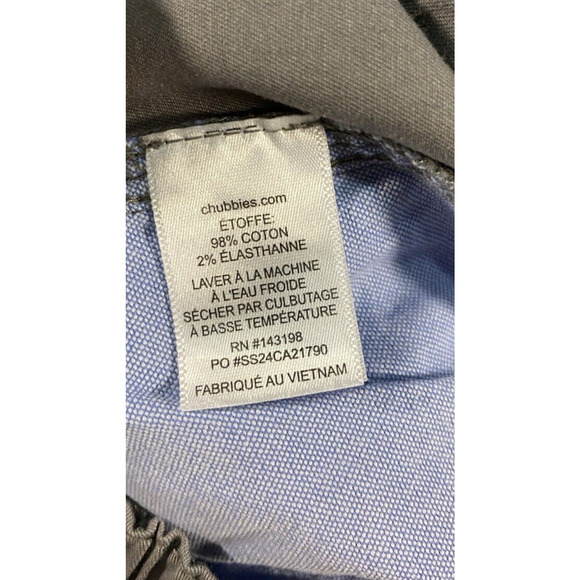 chubbies.com
ÉTOFFE:
98% COTON
2% ÉLASTHANNE
LAVER À LA MACHINE
À L'EAU FROIDE
SÉCHER PAR CULBUTAGE
À BASSE TEMPÉRATURE
RN #143198
PO #SS24CA21790
FABRIQUÉ AU VIETNAM